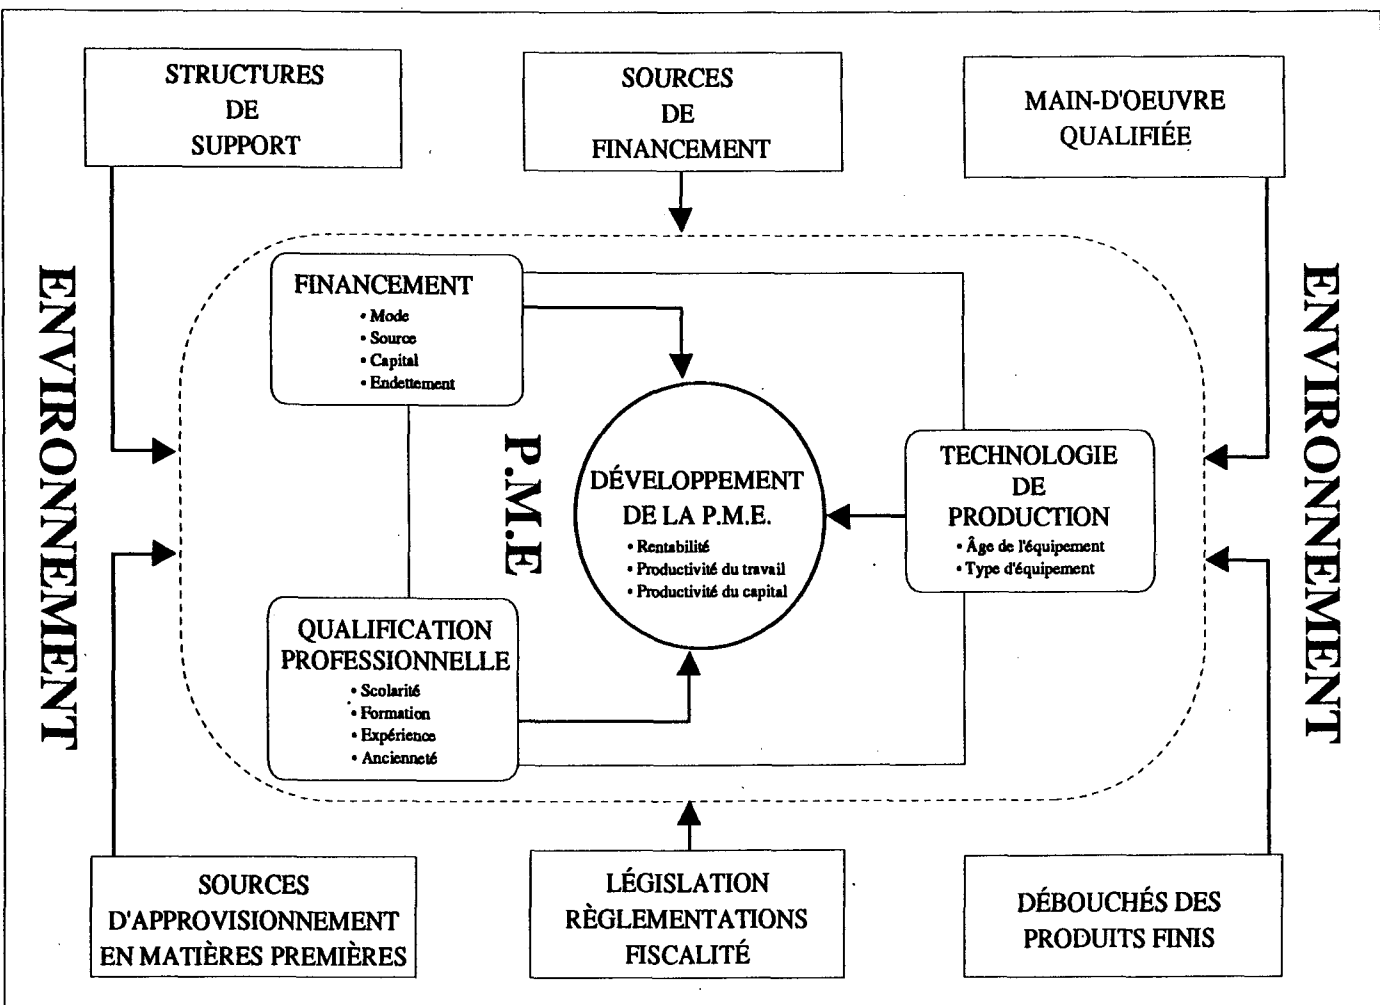 STRUCTURES
DE
SUPPORT
SOURCES
DE
FINANCEMENT
MAIN-D'OEUVRE
QUALIFIÉE
ENVIRONNEMENT
FINANCEMENT
• Mode
• Source
• Capital
• Endettement
P.M.E
DÉVELOPPEMENT
DE LA P.M.E.
• Rentabilité
• Productivité du travail
• Productivité du capital
TECHNOLOGIE
DE
PRODUCTION
• Âge de l'équipement
• Type d'équipement
QUALIFICATION
PROFESSIONNELLE
• Scolarité
• Formation
• Expérience
• Ancienneté
ENVIRONNEMENT
SOURCES
D'APPROVISIONNEMENT
EN MATIÈRES PREMIÈRES
LÉGISLATION
RÈGLEMENTATIONS
FISCALITÉ
DÉBOUCHÉS DES
PRODUITS FINIS